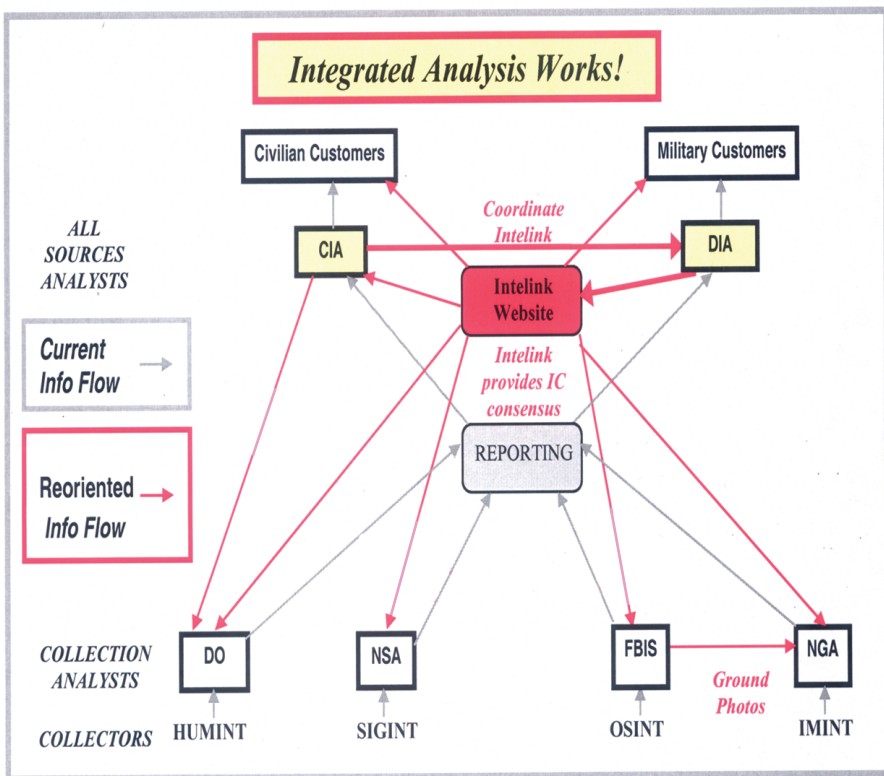 Integrated Analysis Works!
Civilian Customers
Military Customers
Coordinate
Intelink
ALL
SOURCES
ANALYSTS
CIA
DIA
Intelink
Website
Current
Info Flow
Intelink
provides IC
consensus
REPORTING
Reoriented
Info Flow
COLLECTION
ANALYSTS
DO
NSA
FBIS
NGA
Ground
Photos
COLLECTORS
HUMINT
SIGINT
OSINT
IMINT